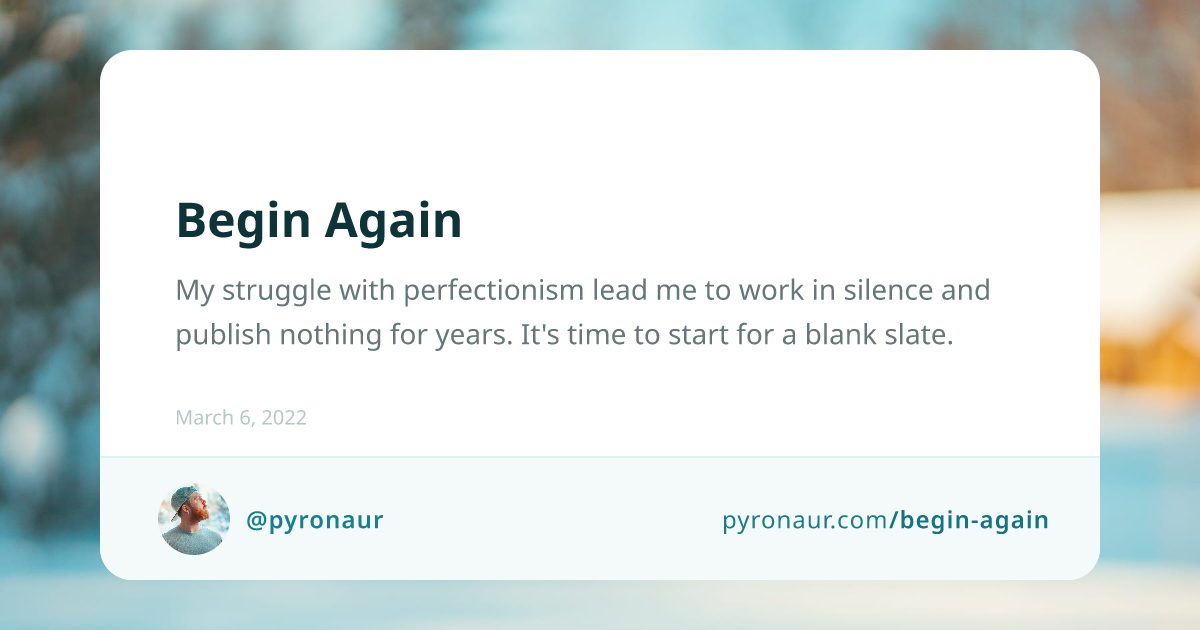 Begin Again
My struggle with perfectionism lead me to work in silence and
publish nothing for years. It's time to start for a blank slate.
March 6, 2022
@pyronaur
pyronaur.com/begin-again